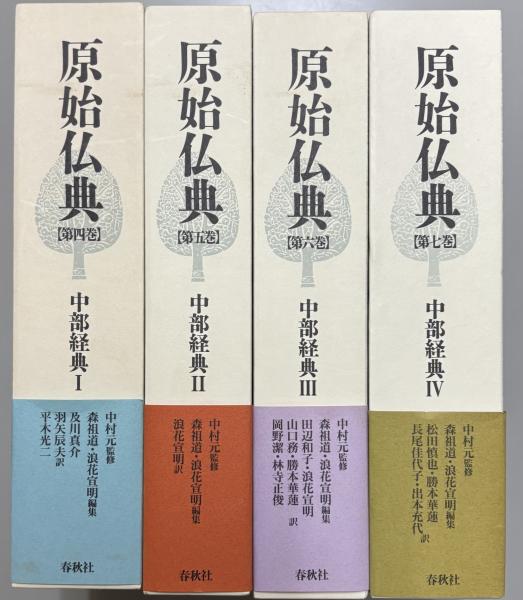 原始仏典
【第四巻】
中部経典Ⅰ
中村元監修
森祖道・浪花宣明編集
及川真介
羽矢辰夫訳
平木光二
春秋社
原始仏典
【第五巻】
中部経典Ⅱ
中村元監修
森祖道・浪花宣明編集
浪花宣明訳
春秋社
原始仏典
【第六巻】
中部経典Ⅲ
中村元監修
森祖道・浪花宣明編集
田辺和子・浪花宣明
山口務・勝本華蓮 訳
岡野潔・林寺正俊
春秋社
原始仏典
【第七巻】
中部経典Ⅳ
中村元監修
森祖道・浪花宣明編集
松田慎也・勝本華蓮
長尾佳代子・出本充代 訳
春秋社